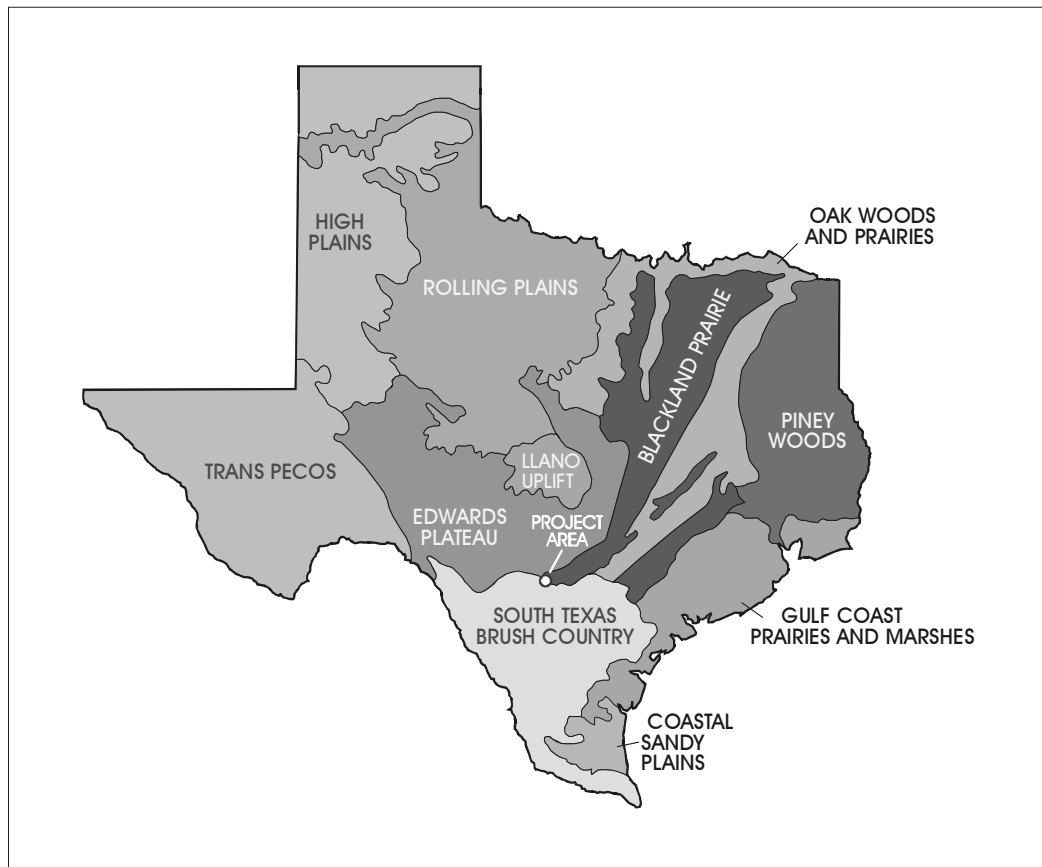 OAK WOODS
AND PRAIRIES
HIGH
PLAINS
ROLLING PLAINS
BLACKLAND PRAIRIE
PINEY
WOODS
TRANS PECOS
LLANO
UPLIFT
EDWARDS
PLATEAU
PROJECT
AREA
SOUTH TEXAS
BRUSH COUNTRY
GULF COAST
PRAIRIES AND MARSHES
COASTAL
SANDY
PLAINS